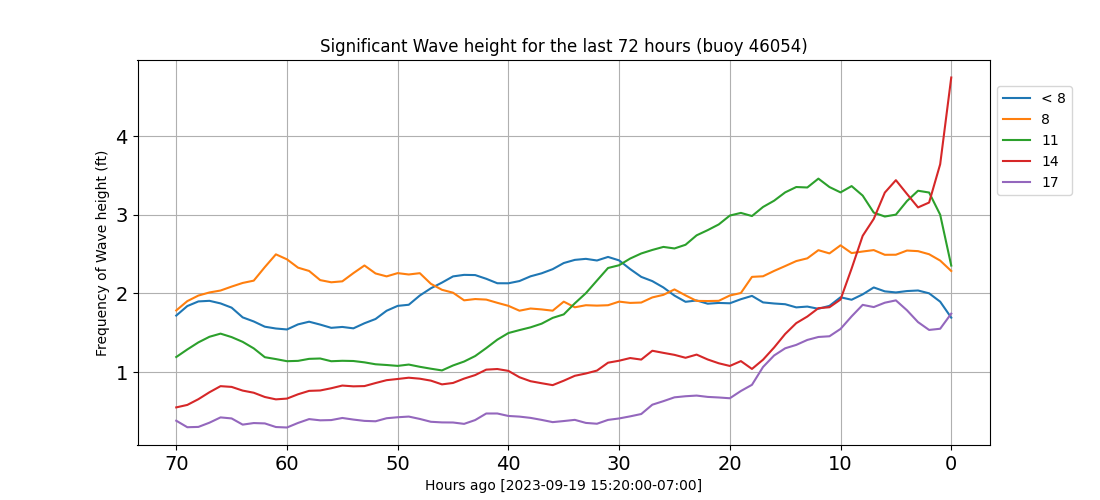 Significant Wave height for the last 72 hours (buoy 46054)
Frequency of Wave height (ft)
4
3
2
1
70 60 50 40 30 20 10 0
Hours ago [2023-09-19 15:20:00-07:00]
< 8
8
11
14
17